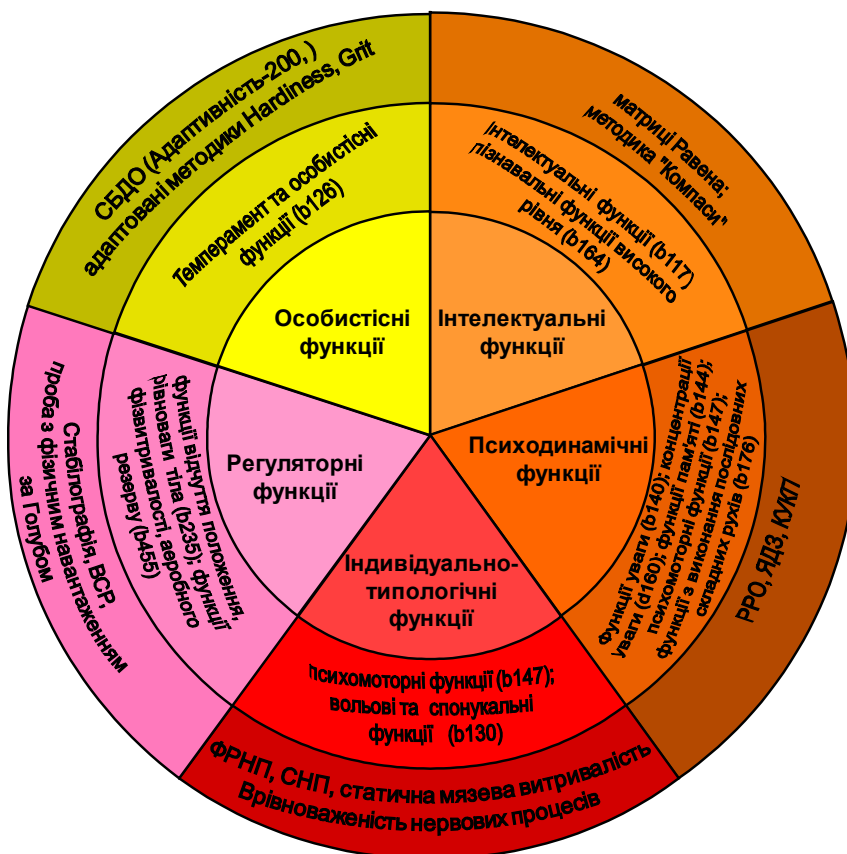 СБДО (Адаптивність-200,)
адаптовані методики Hardiness, Grit
Темперамент та особистісні
функції (b126)
Особистісні
функції
матриці Равена;
методика "Компаси"
Інтелектуальні функції (b117)
пізнавальні функції високого
рівня (b164)
Інтелектуальні
функції
Психодинамічні
функції
функції уваги (b140); концентрації
уваги (d160); функції пам'яті (b144);
психомоторні функції (b147);
функції з виконання послідовних
складних рухів (b176)
РРО, ЯДЗ, КУКП
Індивідуально-
типологічні
функції
психомоторні функції (b147);
вольові та спонукальні
функції (b130)
ФРНП, СНП, статична мязева витривалість
Врівноваженість нервових процесів
Регуляторні
функції
функції відчуття положення,
рівноваги тіла (b235); функції
фізвитривалості, аеробного
резерву (b455)
Стабілографія, ВСР,
проба з фізичним навантаженням
за Голубом